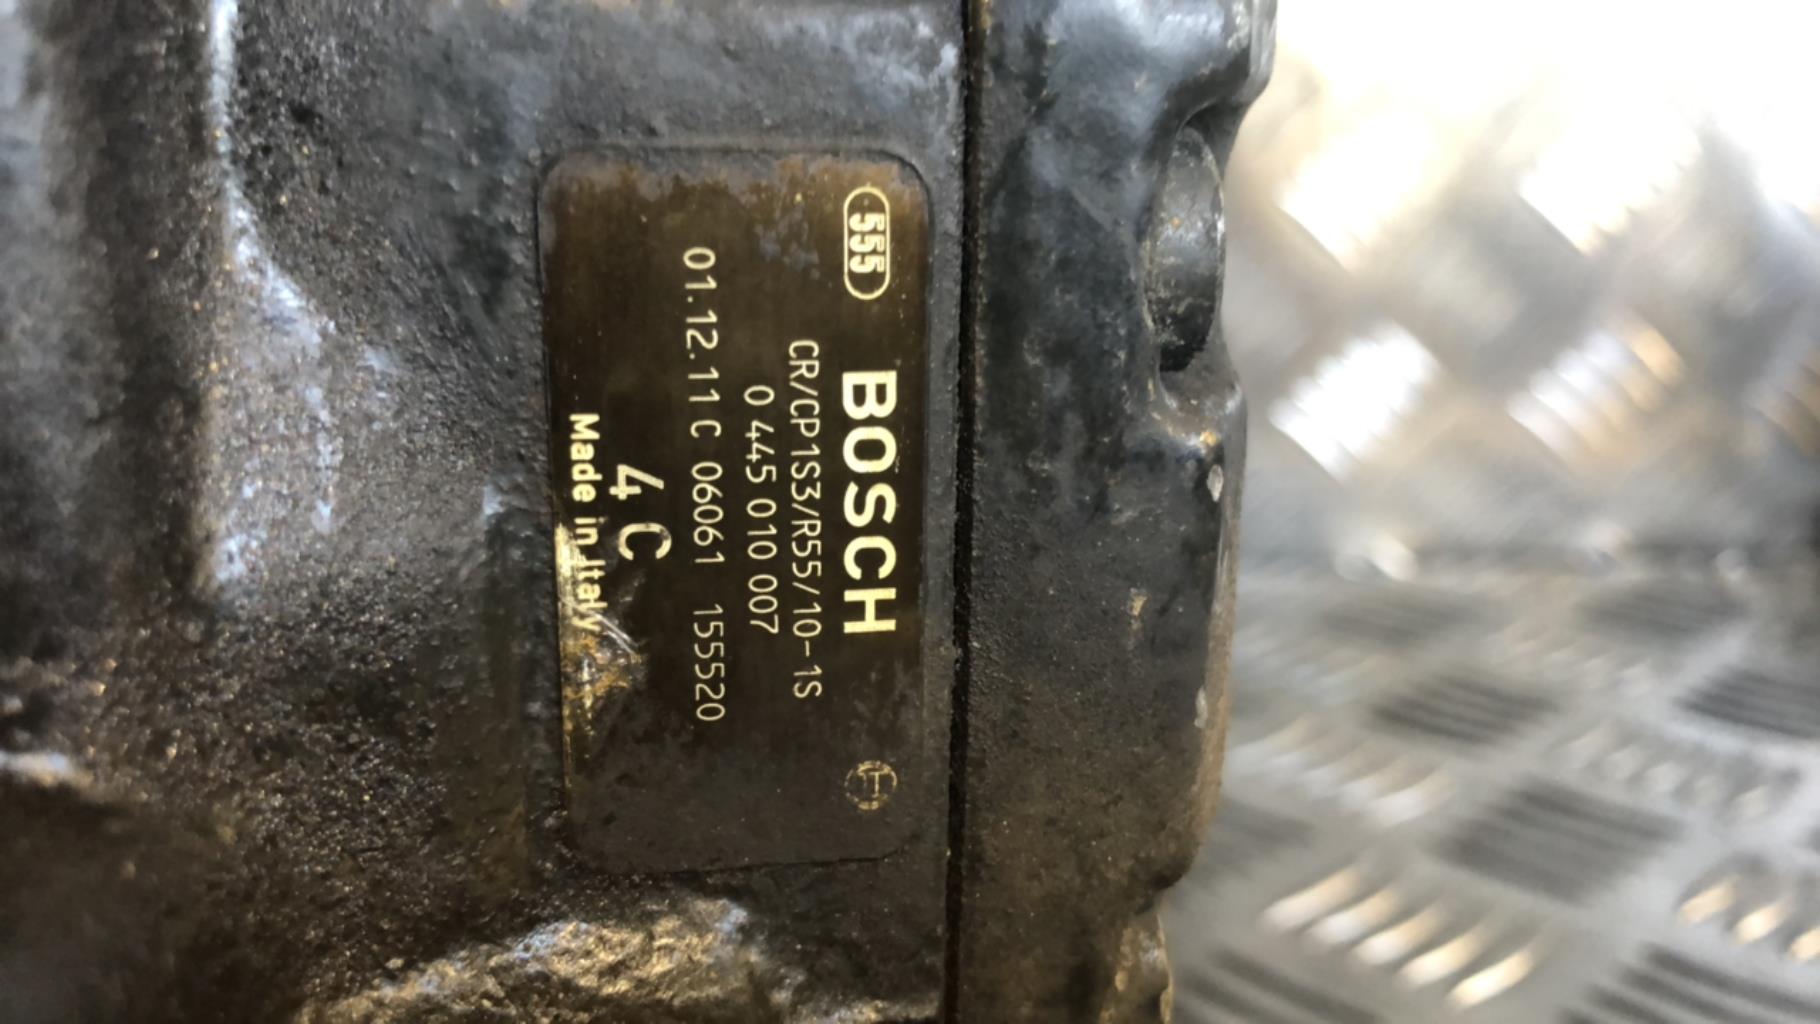 555
BOSCH
CR/CP1S3/R55/10-1S
0 445 010 007
01.12.11 C 06061 155520
4 C
Made in Italy